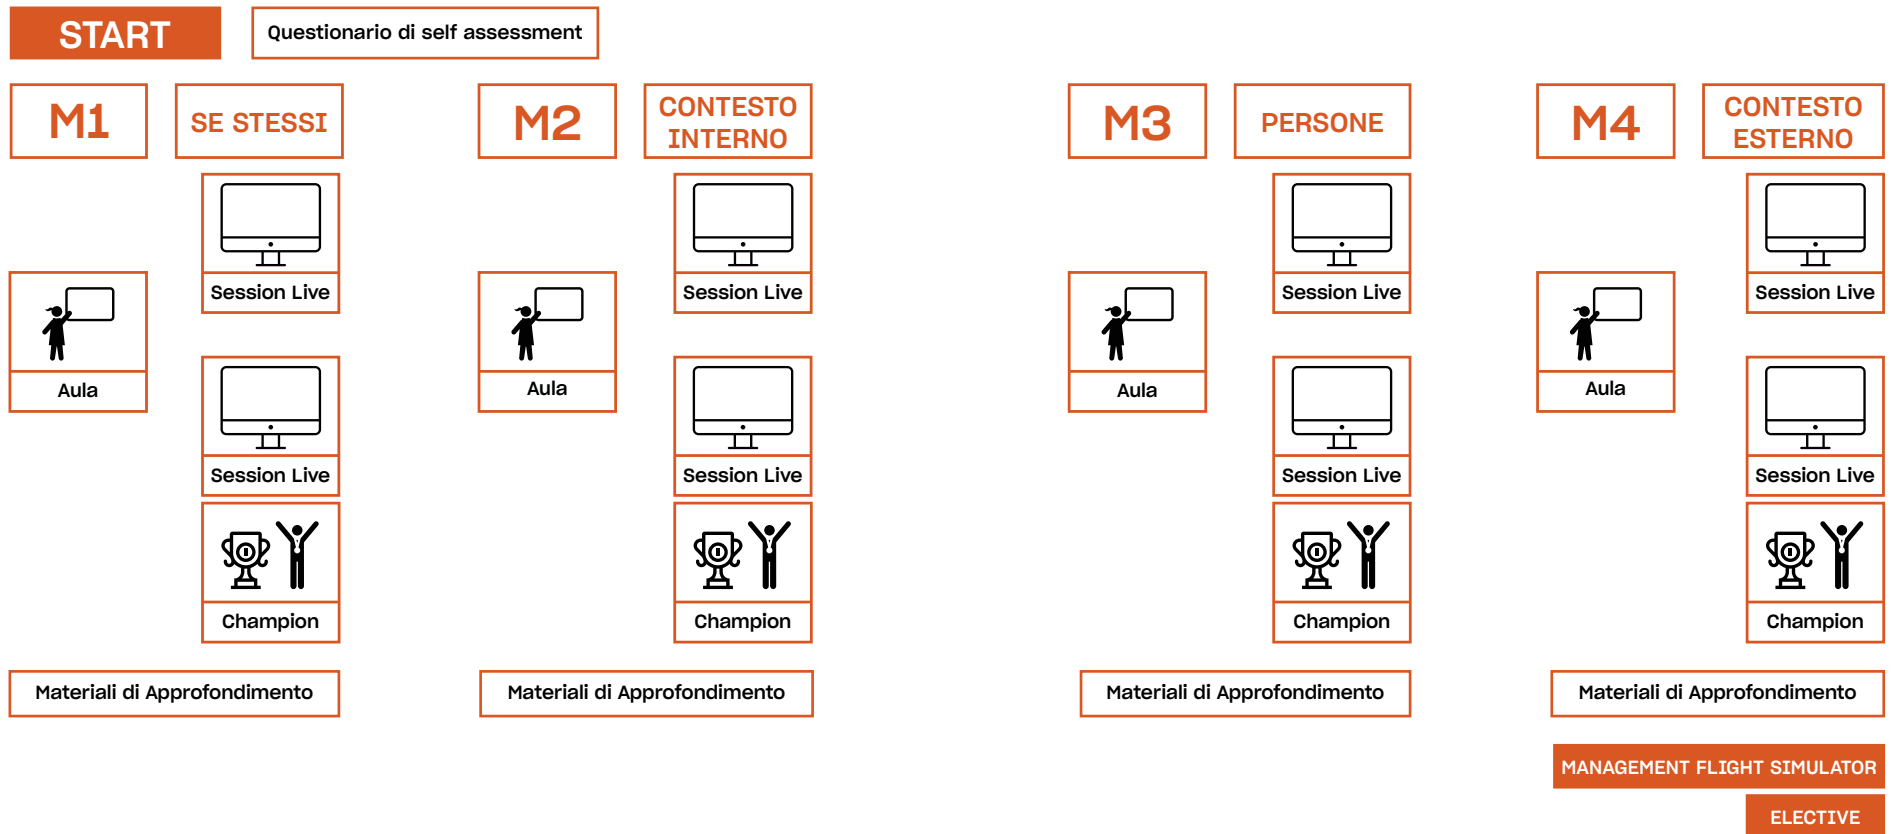 START
Questionario di self assessment
M1
SE STESSI
M2
CONTESTO
INTERNO
M3
PERSONE
M4
CONTESTO
ESTERNO
Session Live
Session Live
Session Live
Session Live
Aula
Aula
Aula
Aula
Session Live
Session Live
Session Live
Session Live
Champion
Champion
Champion
Champion
Materiali di Approfondimento
Materiali di Approfondimento
Materiali di Approfondimento
Materiali di Approfondimento
MANAGEMENT FLIGHT SIMULATOR
ELECTIVE